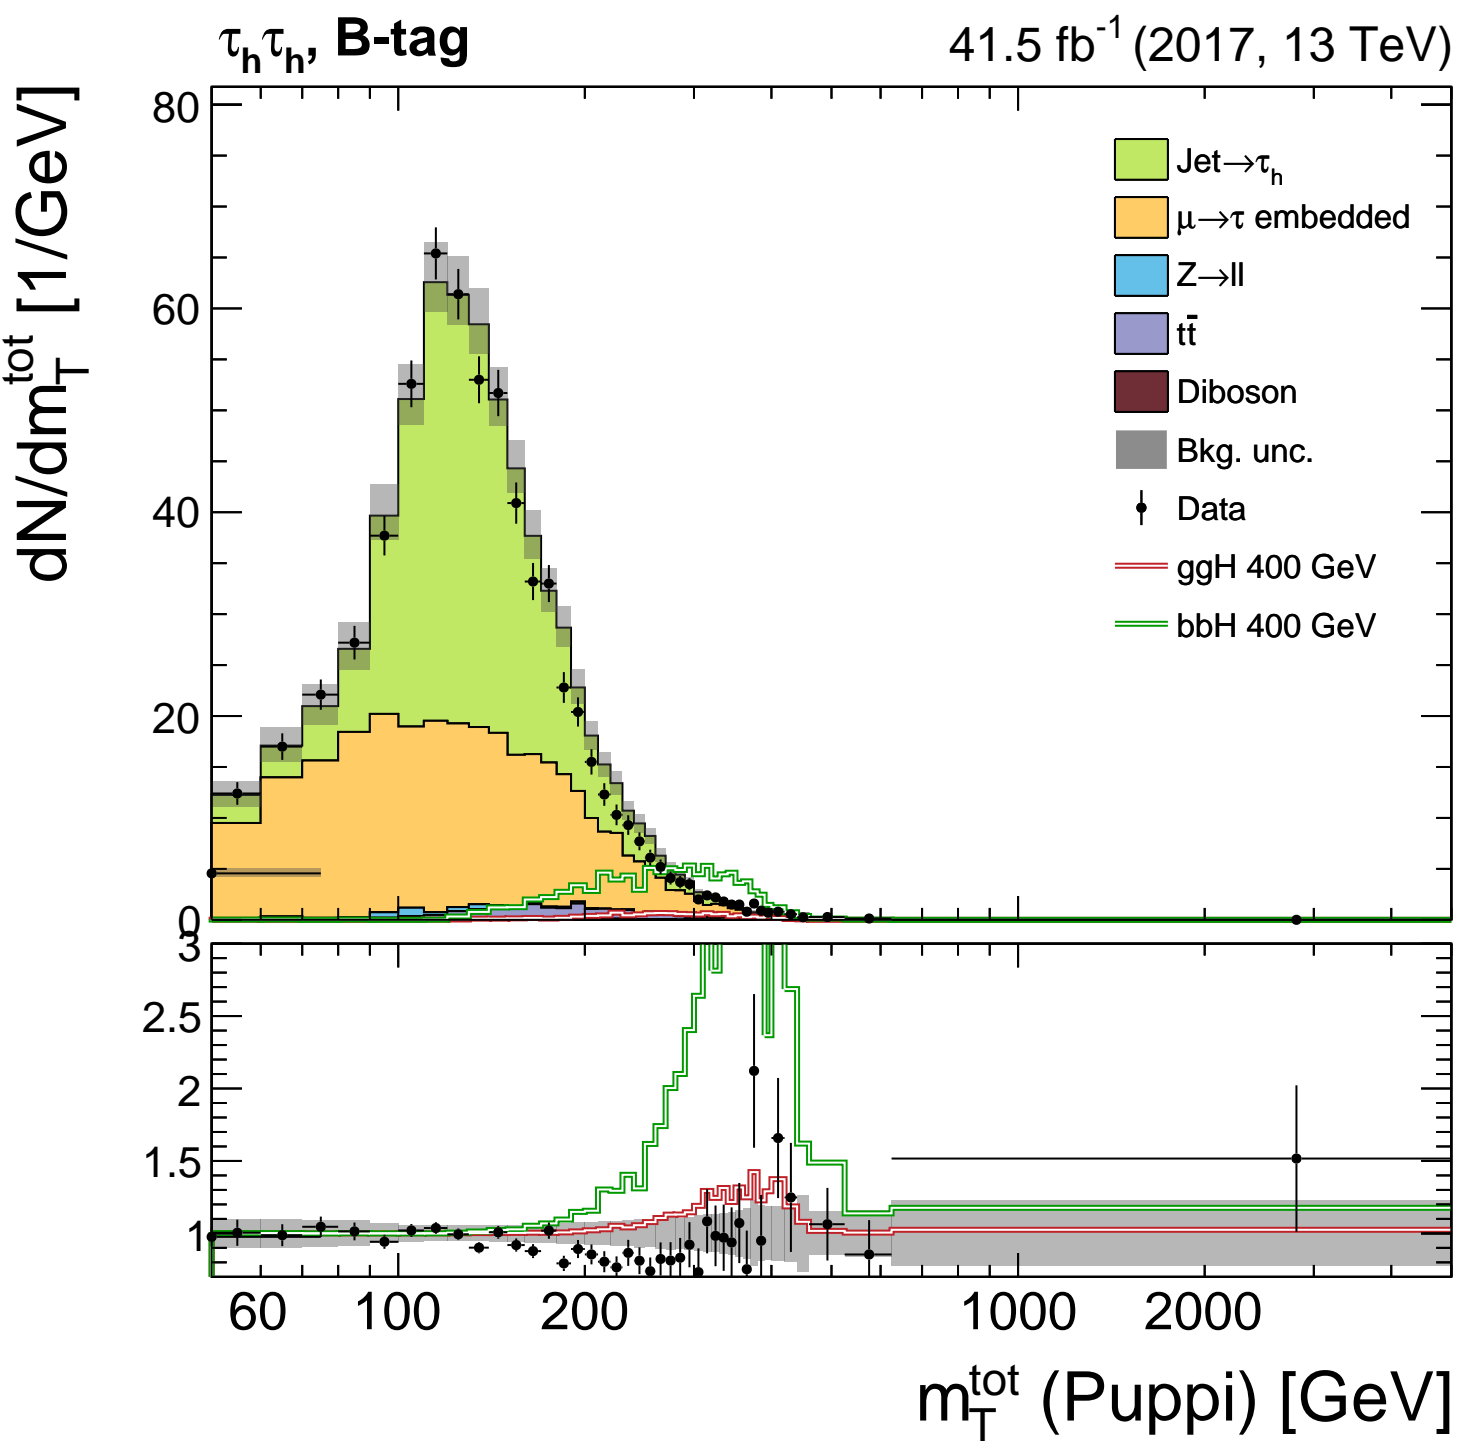 τhτh, B-tag
41.5 fb-1 (2017, 13 TeV)
dN/dmTtot [1/GeV]
80
60
40
20
0
Jet→τh
μ→τ embedded
Z→ll
tt̄
Diboson
Bkg. unc.
Data
ggH 400 GeV
bbH 400 GeV
3
2.5
2
1.5
1
60
100
200
1000
2000
mTtot (Puppi) [GeV]